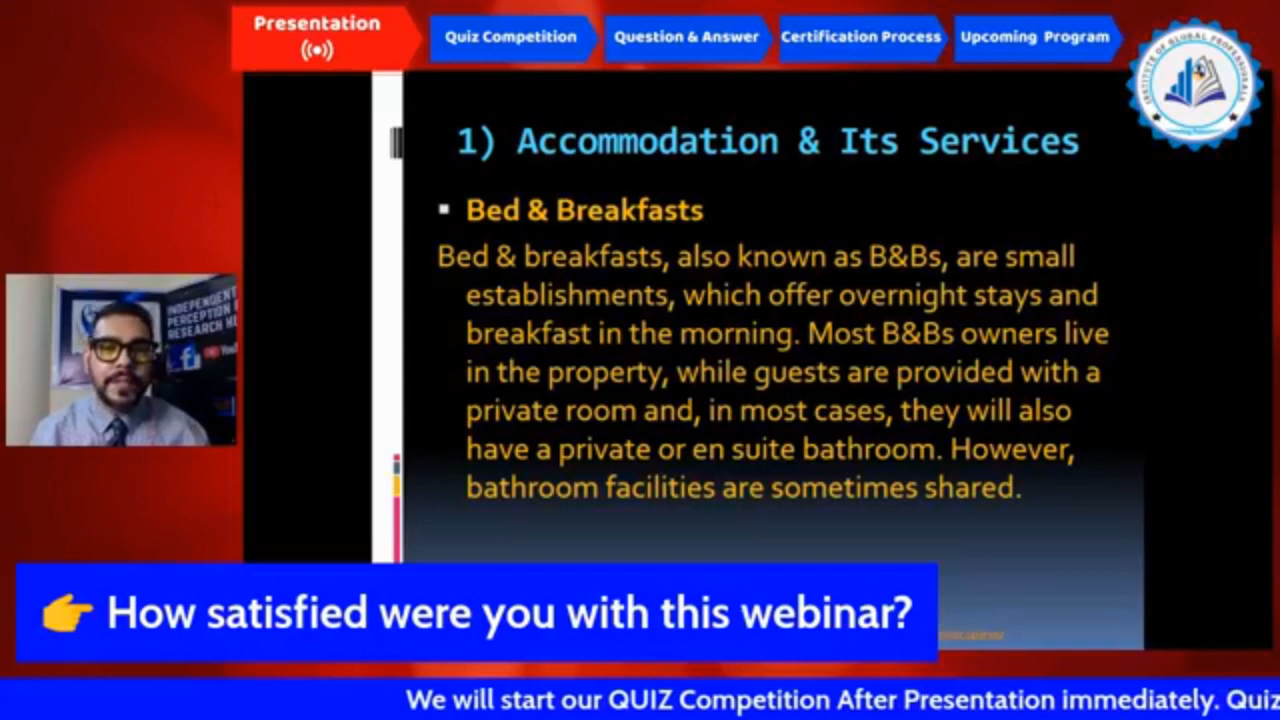 Presentation
Quiz Competition
Question & Answer
Certification Process
Upcoming Program
INSTITUTE OF GLOBAL PROFESSIONALS
1) Accommodation & Its Services
Bed & Breakfasts
Bed & breakfasts, also known as B&Bs, are small
establishments, which offer overnight stays and
breakfast in the morning. Most B&Bs owners live
in the property, while guests are provided with a
private room and, in most cases, they will also
have a private or en suite bathroom. However,
bathroom facilities are sometimes shared.
INDEPENDENT
PERCEPTION
RESEARCH
👉 How satisfied were you with this webinar?
We will start our QUIZ Competition After Presentation immediately. Quiz